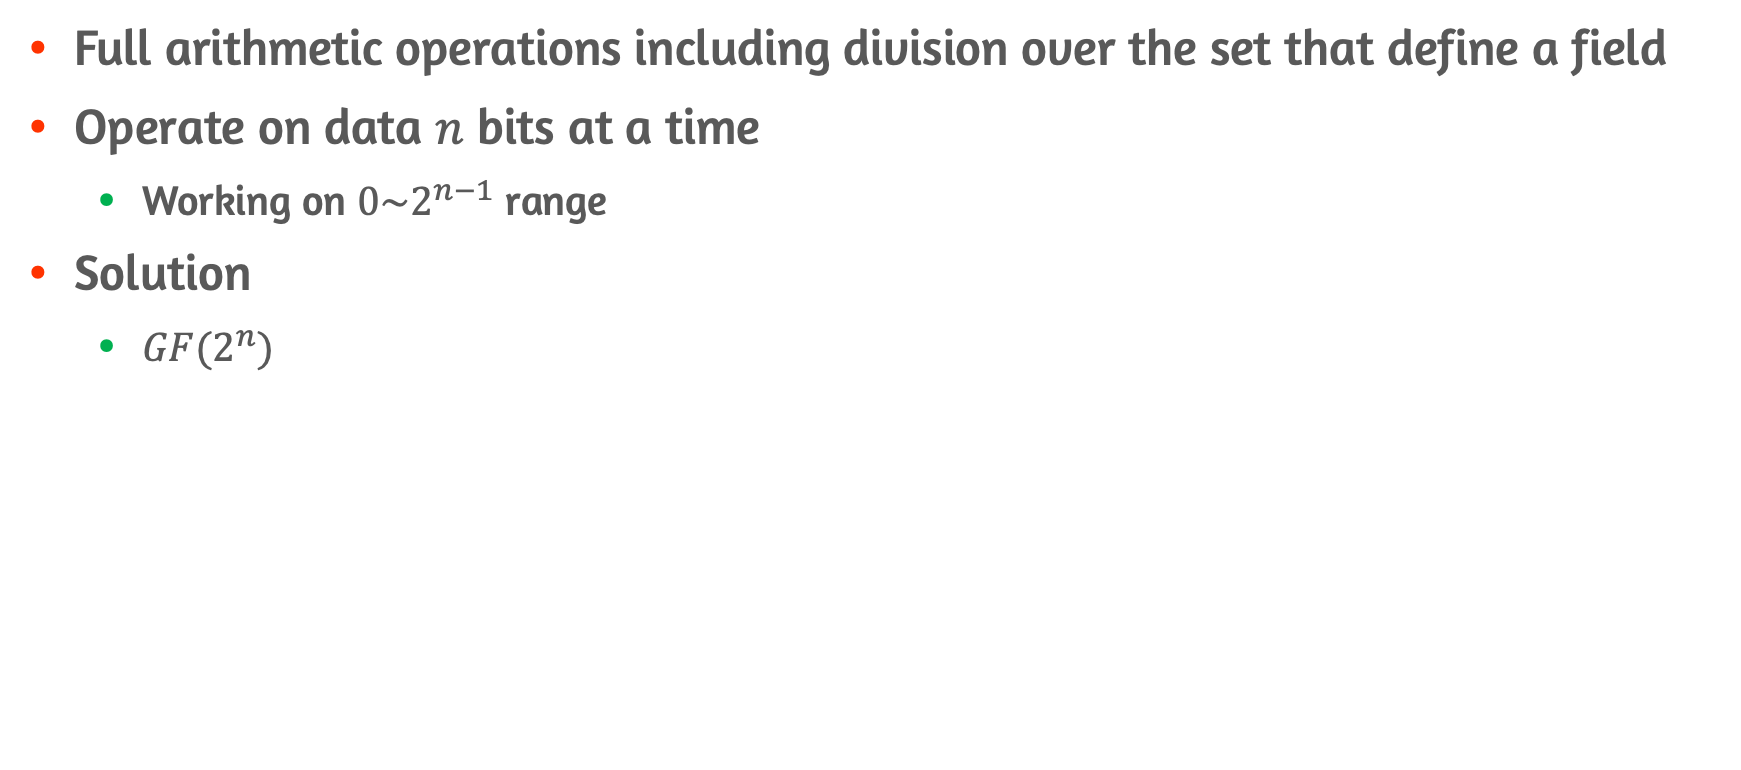 • Full arithmetic operations including division over the set that define a field
• Operate on data n bits at a time
• Working on 0~2^{n−1} range
• Solution
• GF(2^n)